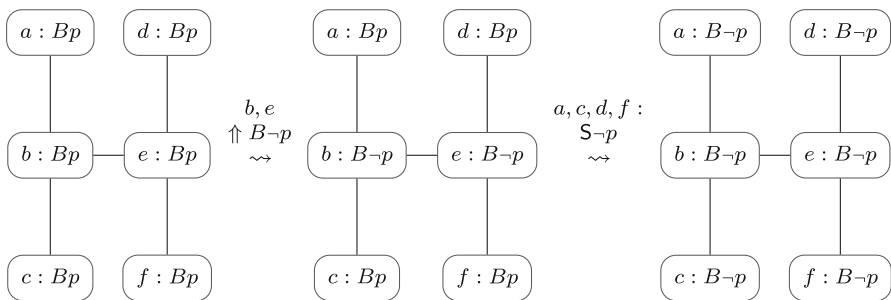 a : Bp d : Bp a : Bp d : Bp a : B¬p d : B¬p
b, e a, c, d, f :
⇑ B¬p S¬p
b : Bp e : Bp ⇝ b : B¬p e : B¬p ⇝ b : B¬p e : B¬p
c : Bp f : Bp c : Bp f : Bp c : B¬p f : B¬p